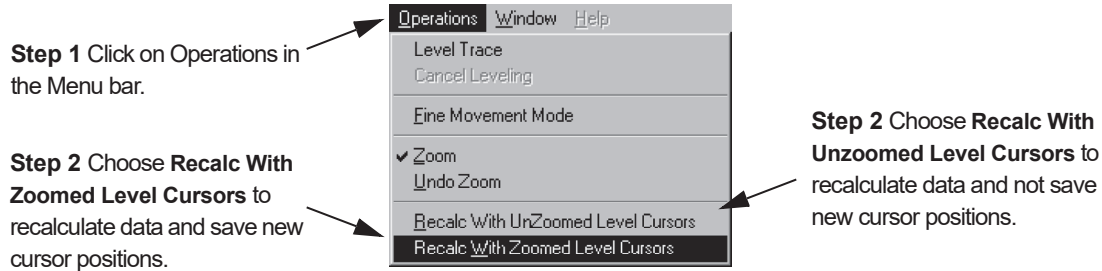 Operations Window Help
Step 1 Click on Operations in
the Menu bar.
Level Trace
Cancel Leveling
Fine Movement Mode
Zoom
Undo Zoom
Recalc With UnZoomed Level Cursors
Recalc With Zoomed Level Cursors
Step 2 Choose Recalc With
Zoomed Level Cursors to
recalculate data and save new
cursor positions.
Step 2 Choose Recalc With
Unzoomed Level Cursors to
recalculate data and not save
new cursor positions.